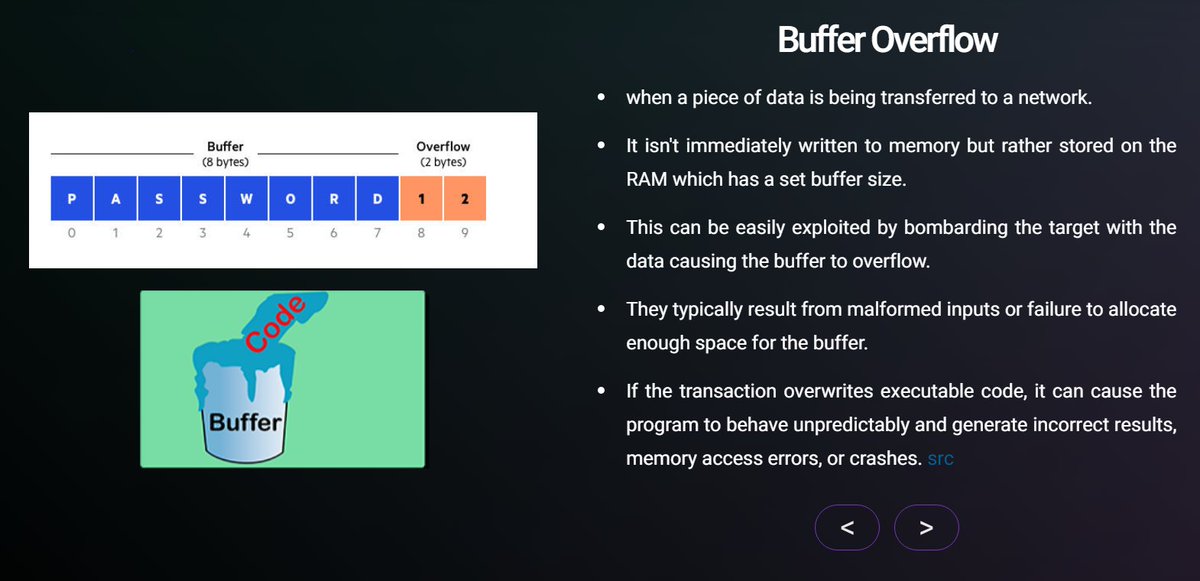 Buffer Overflow
Buffer
(8 bytes)
Overflow
(2 bytes)
P A S S W O R D 1 2
0 1 2 3 4 5 6 7 8 9
Code
Buffer
• when a piece of data is being transferred to a network.
• It isn't immediately written to memory but rather stored on the
RAM which has a set buffer size.
• This can be easily exploited by bombarding the target with the
data causing the buffer to overflow.
• They typically result from malformed inputs or failure to allocate
enough space for the buffer.
• If the transaction overwrites executable code, it can cause the
program to behave unpredictably and generate incorrect results,
memory access errors, or crashes. src
< >